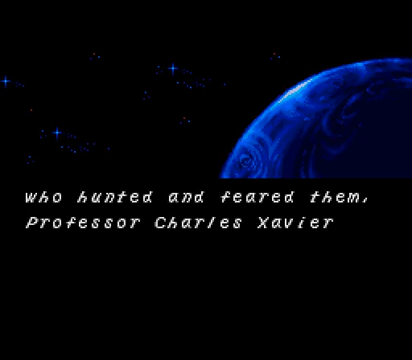 who hunted and feared them,
Professor Charles Xavier